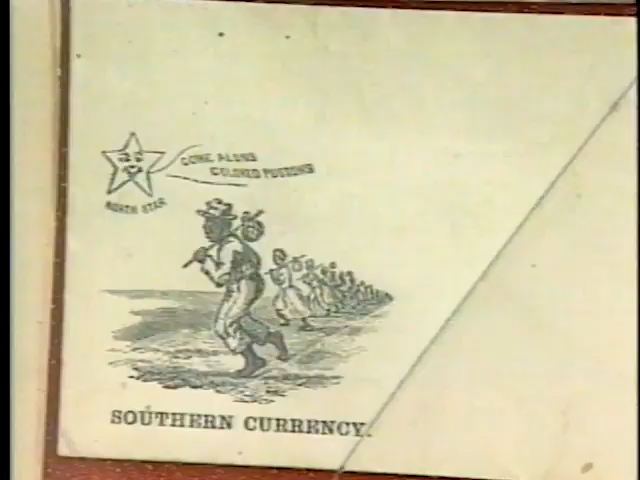 COME ALONG
COLORED PUSSONS
NORTH STAR
SOUTHERN CURRENCY.